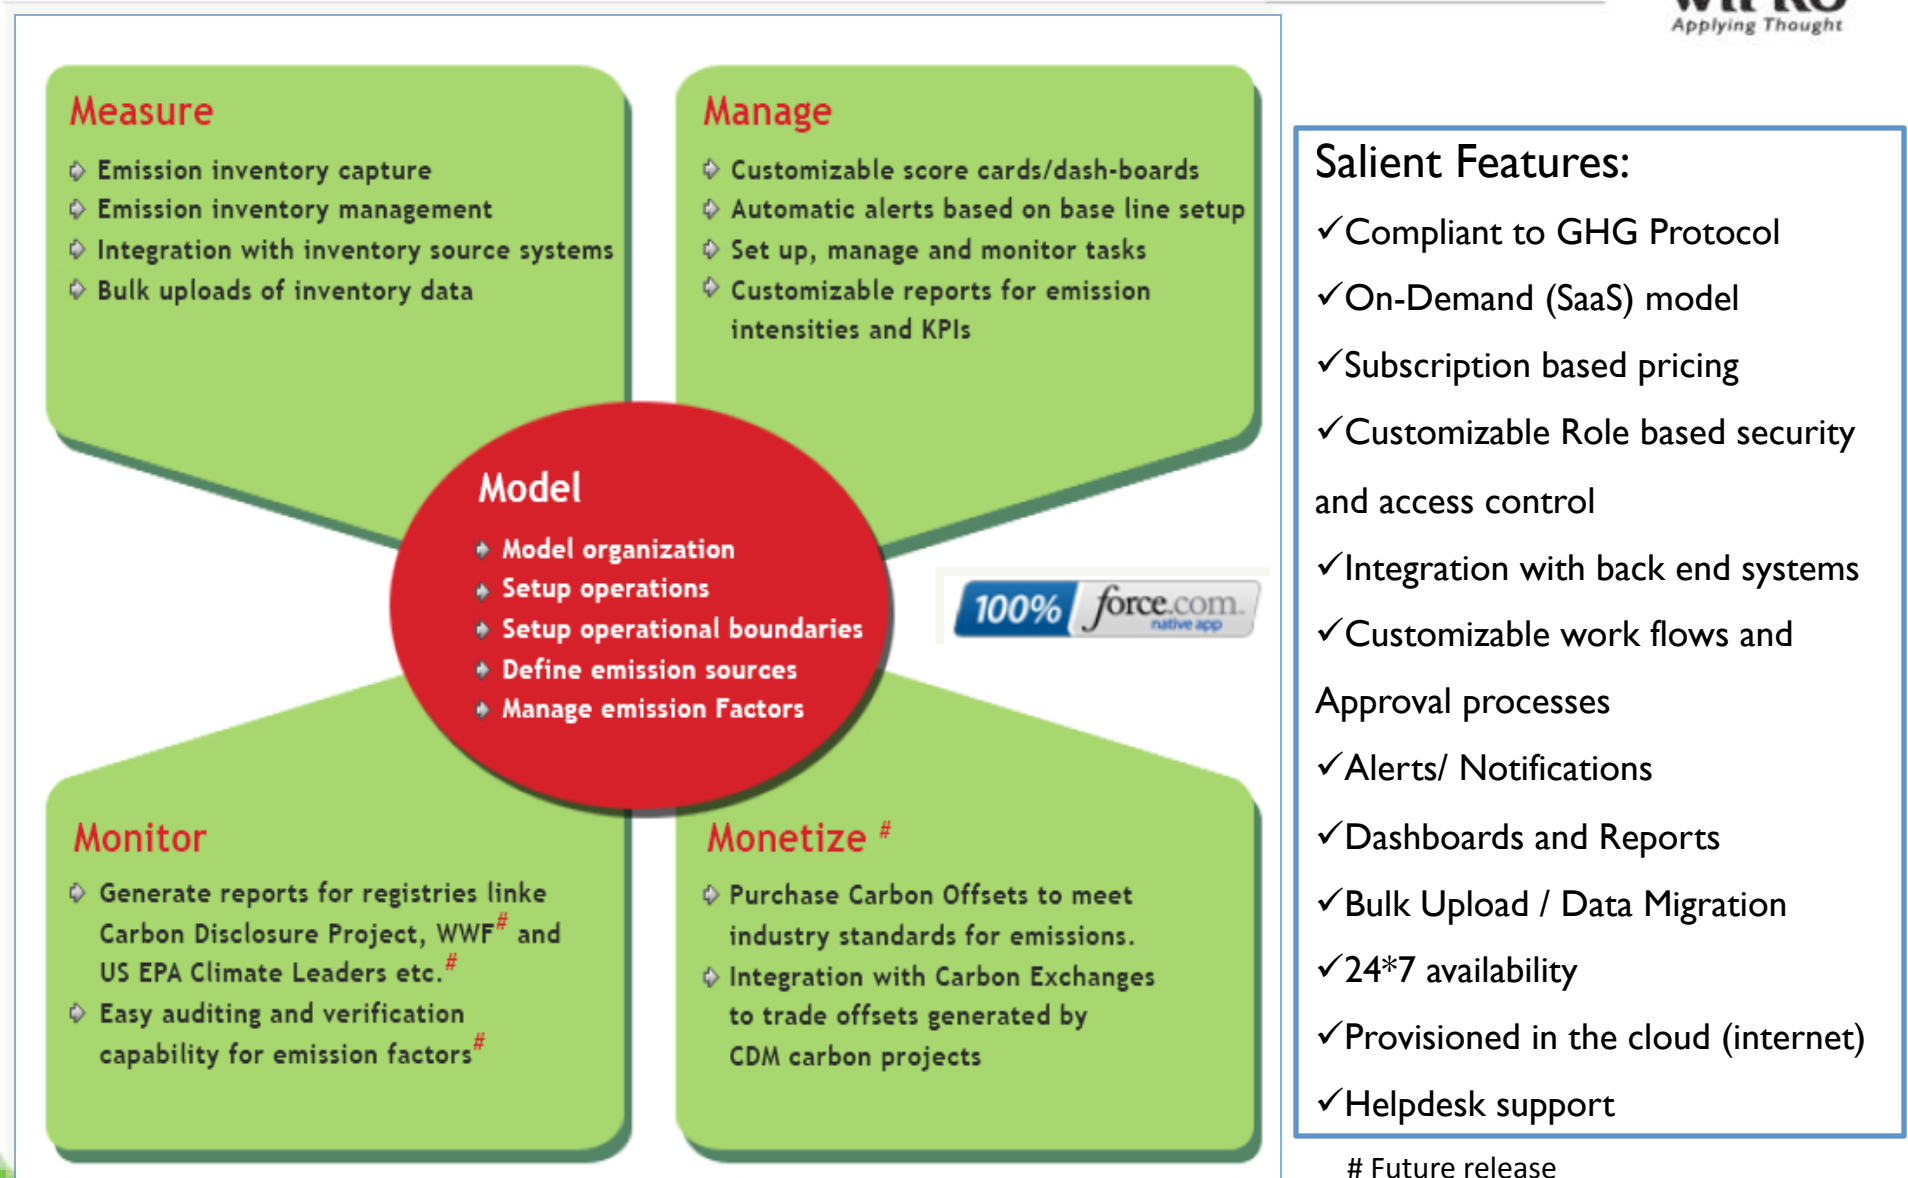 WIPRO
Applying Thought
Measure
Emission inventory capture
Emission inventory management
Integration with inventory source systems
Bulk uploads of inventory data
Manage
Customizable score cards/dash-boards
Automatic alerts based on base line setup
Set up, manage and monitor tasks
Customizable reports for emission
intensities and KPIs
Model
Model organization
Setup operations
Setup operational boundaries
Define emission sources
Manage emission Factors
100% force.com
native app
Monitor
Generate reports for registries linke
Carbon Disclosure Project, WWF# and
US EPA Climate Leaders etc.#
Easy auditing and verification
capability for emission factors#
Monetize #
Purchase Carbon Offsets to meet
industry standards for emissions.
Integration with Carbon Exchanges
to trade offsets generated by
CDM carbon projects
Salient Features:
✓Compliant to GHG Protocol
✓On-Demand (SaaS) model
✓Subscription based pricing
✓Customizable Role based security
and access control
✓Integration with back end systems
✓Customizable work flows and
Approval processes
✓Alerts/ Notifications
✓Dashboards and Reports
✓Bulk Upload / Data Migration
✓24*7 availability
✓Provisioned in the cloud (internet)
✓Helpdesk support
# Future release